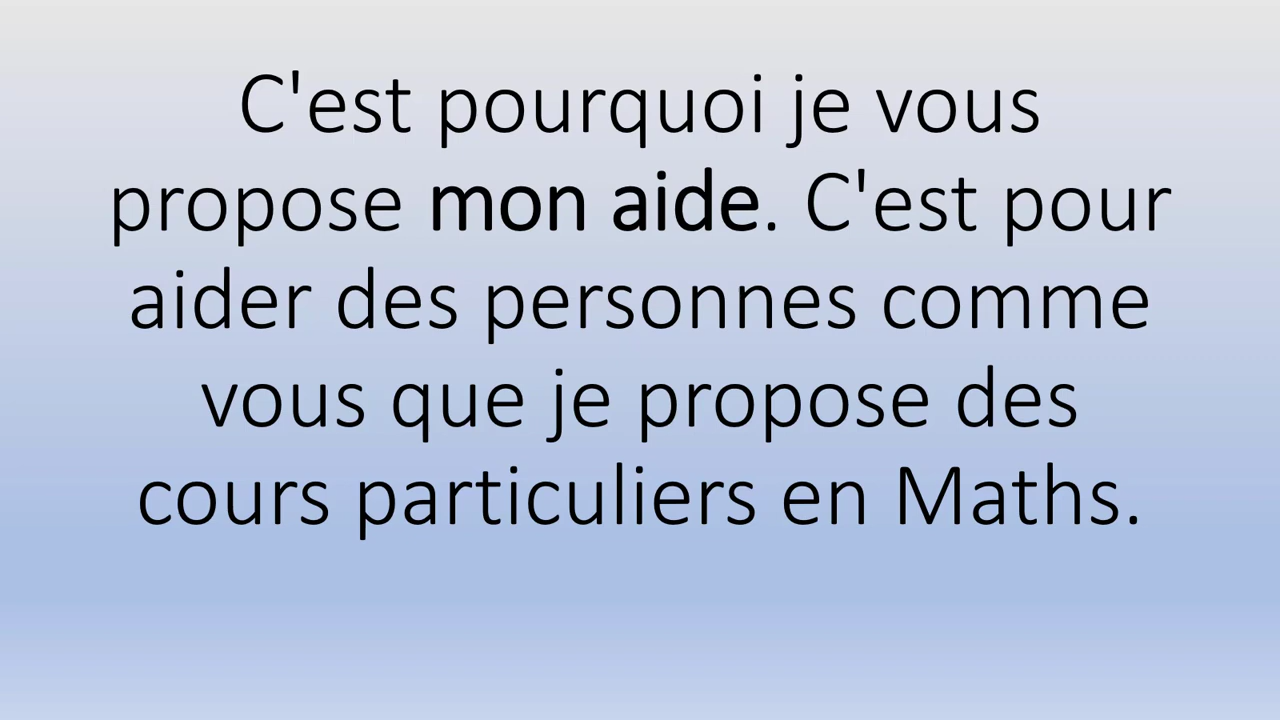 C'est pourquoi je vous
propose mon aide. C'est pour
aider des personnes comme
vous que je propose des
cours particuliers en Maths.